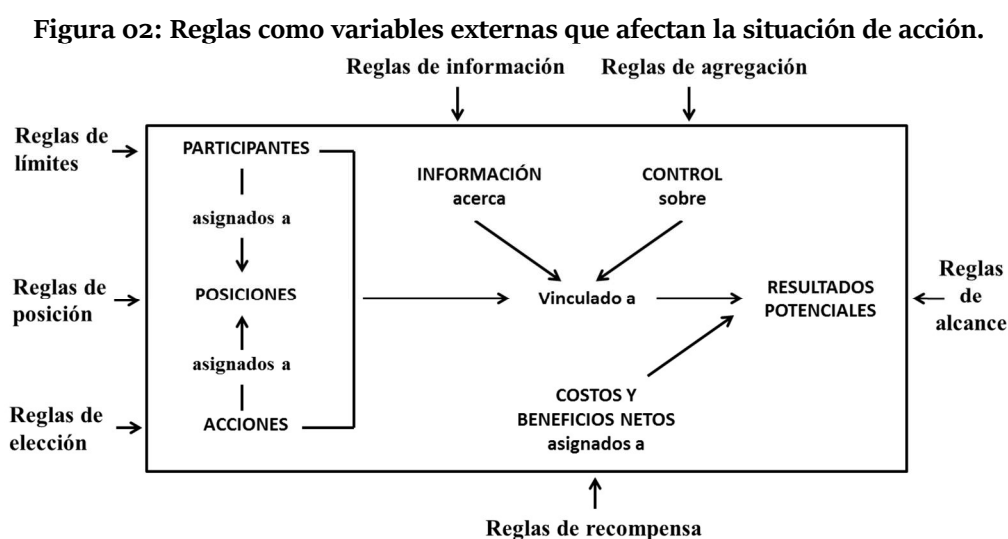 Figura 02: Reglas como variables externas que afectan la situación de acción.
Reglas de información
Reglas de agregación
Reglas de
límites
PARTICIPANTES
asignados a
INFORMACIÓN
acerca
CONTROL
sobre
Reglas de
posición
POSICIONES
Vinculado a
RESULTADOS
POTENCIALES
Reglas
de
alcance
asignados a
Reglas de
elección
ACCIONES
COSTOS Y
BENEFICIOS NETOS
asignados a
Reglas de recompensa